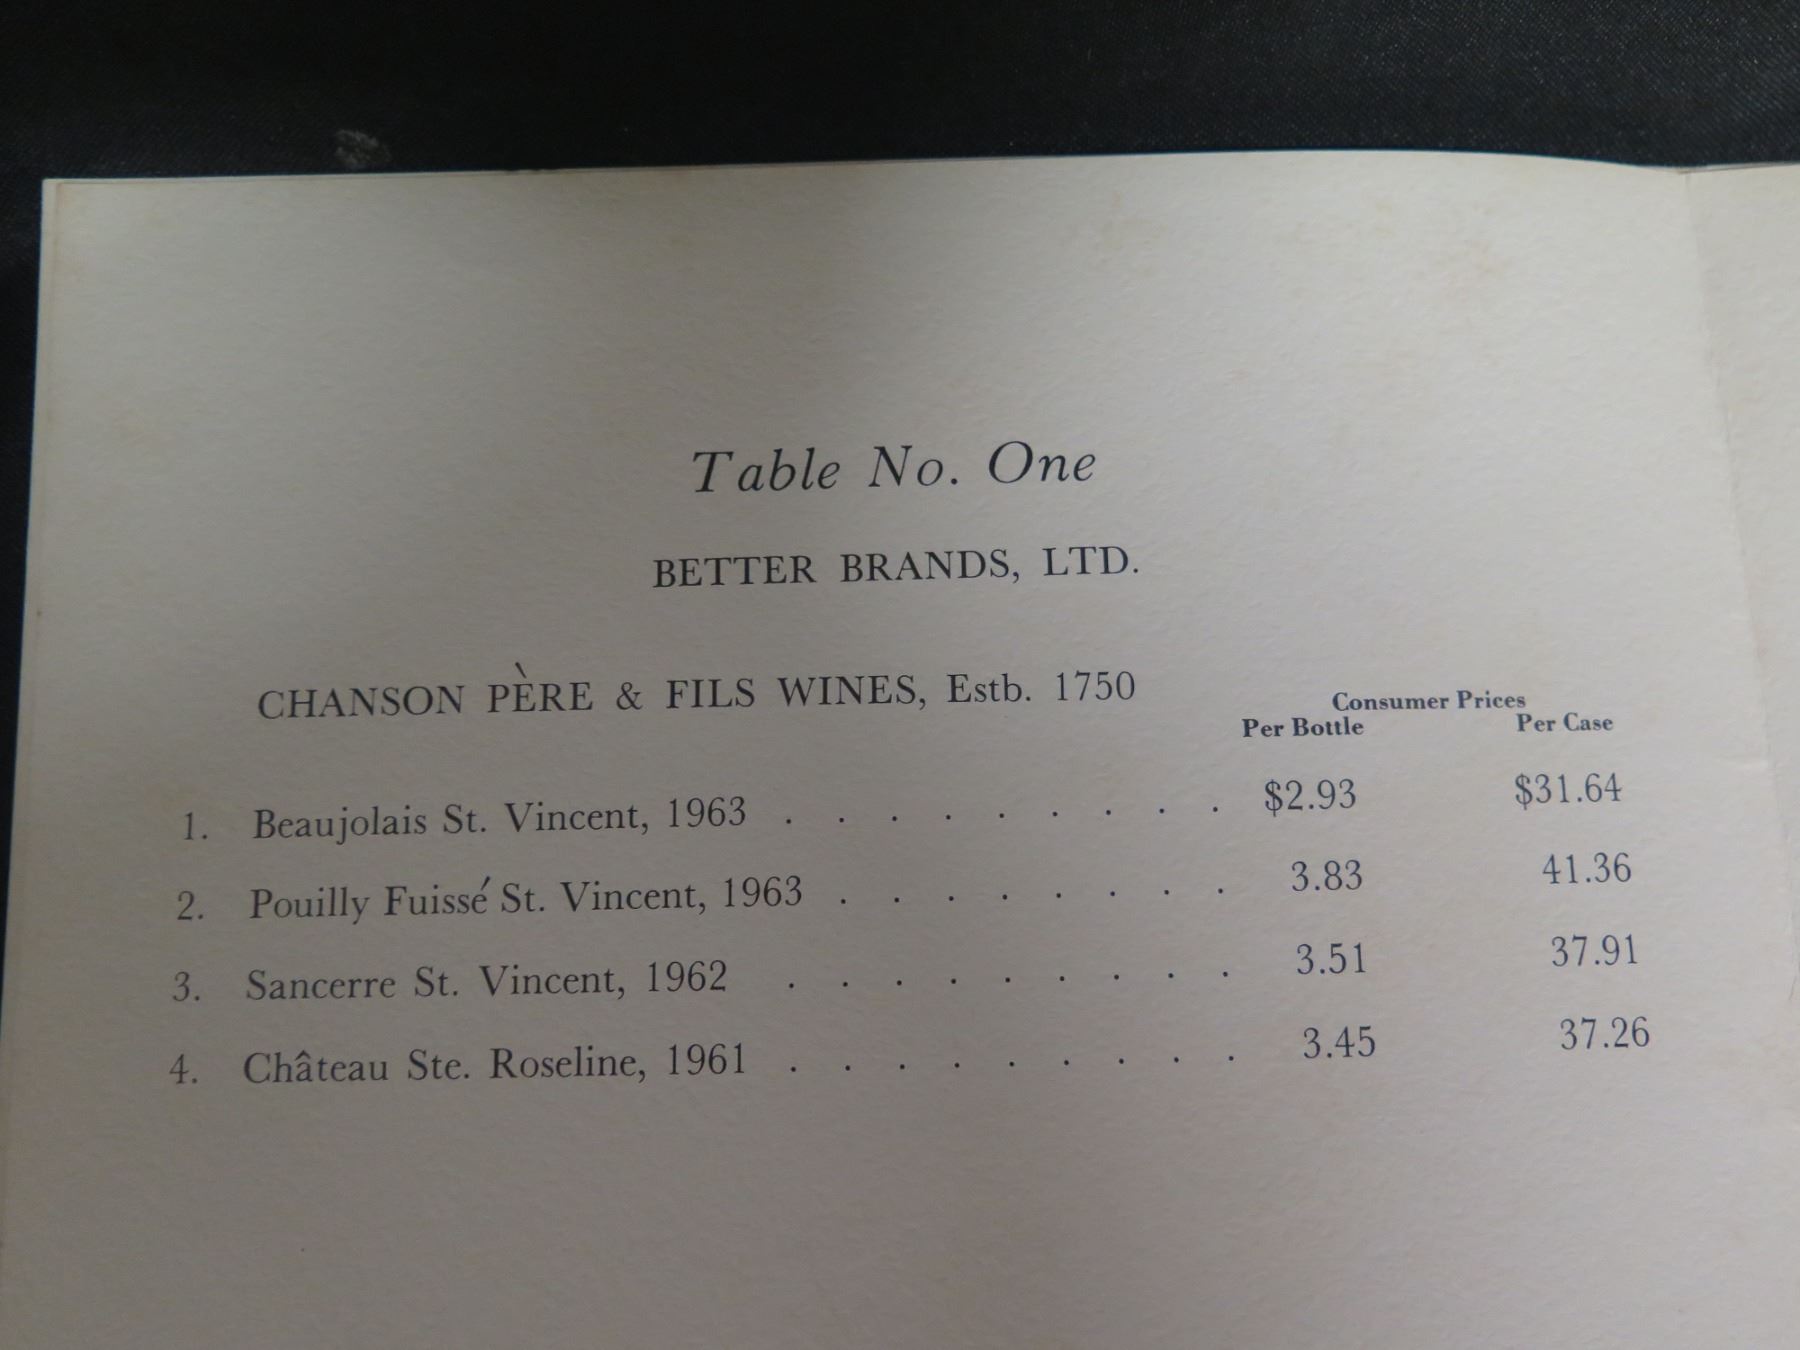 Table No. One
BETTER BRANDS, LTD.
CHANSON PÈRE & FILS WINES, Estb. 1750
Consumer Prices
Per Bottle Per Case
1. Beaujolais St. Vincent, 1963 . . . . . . . . . $2.93 $31.64
2. Pouilly Fuissé St. Vincent, 1963 . . . . . . . . 3.83 41.36
3. Sancerre St. Vincent, 1962 . . . . . . . . . 3.51 37.91
4. Château Ste. Roseline, 1961 . . . . . . . . . 3.45 37.26